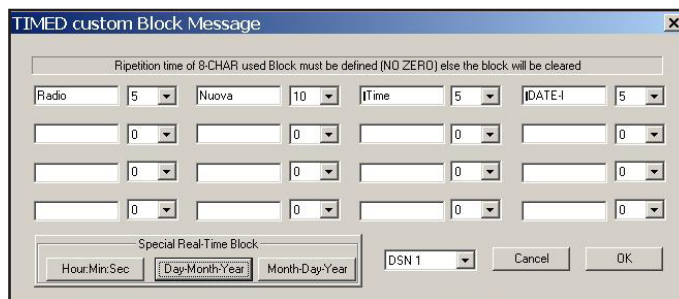 TIMED custom Block Message
Ripetition time of 8-CHAR used Block must be defined (NO ZERO) else the block will be cleared
Radio 5 Nuova 10 ‖Time 5 ‖DATE-I 5
0 0 0 0
0 0 0 0
0 0 0 0
Special Real-Time Block
Hour:Min:Sec Day-Month-Year Month-Day-Year DSN 1 Cancel OK